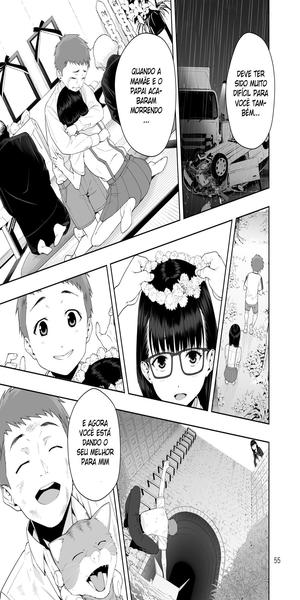 DEVE TER
SIDO MUITO
DIFÍCIL PARA
VOCÊ TAM-
BÉM...
QUANDO A
MAMÃE E O
PAPAI ACA-
BARAM
MORRENDO
...
E AGORA
VOCÊ ESTÁ
DANDO O
SEU MELHOR
PARA MIM
55